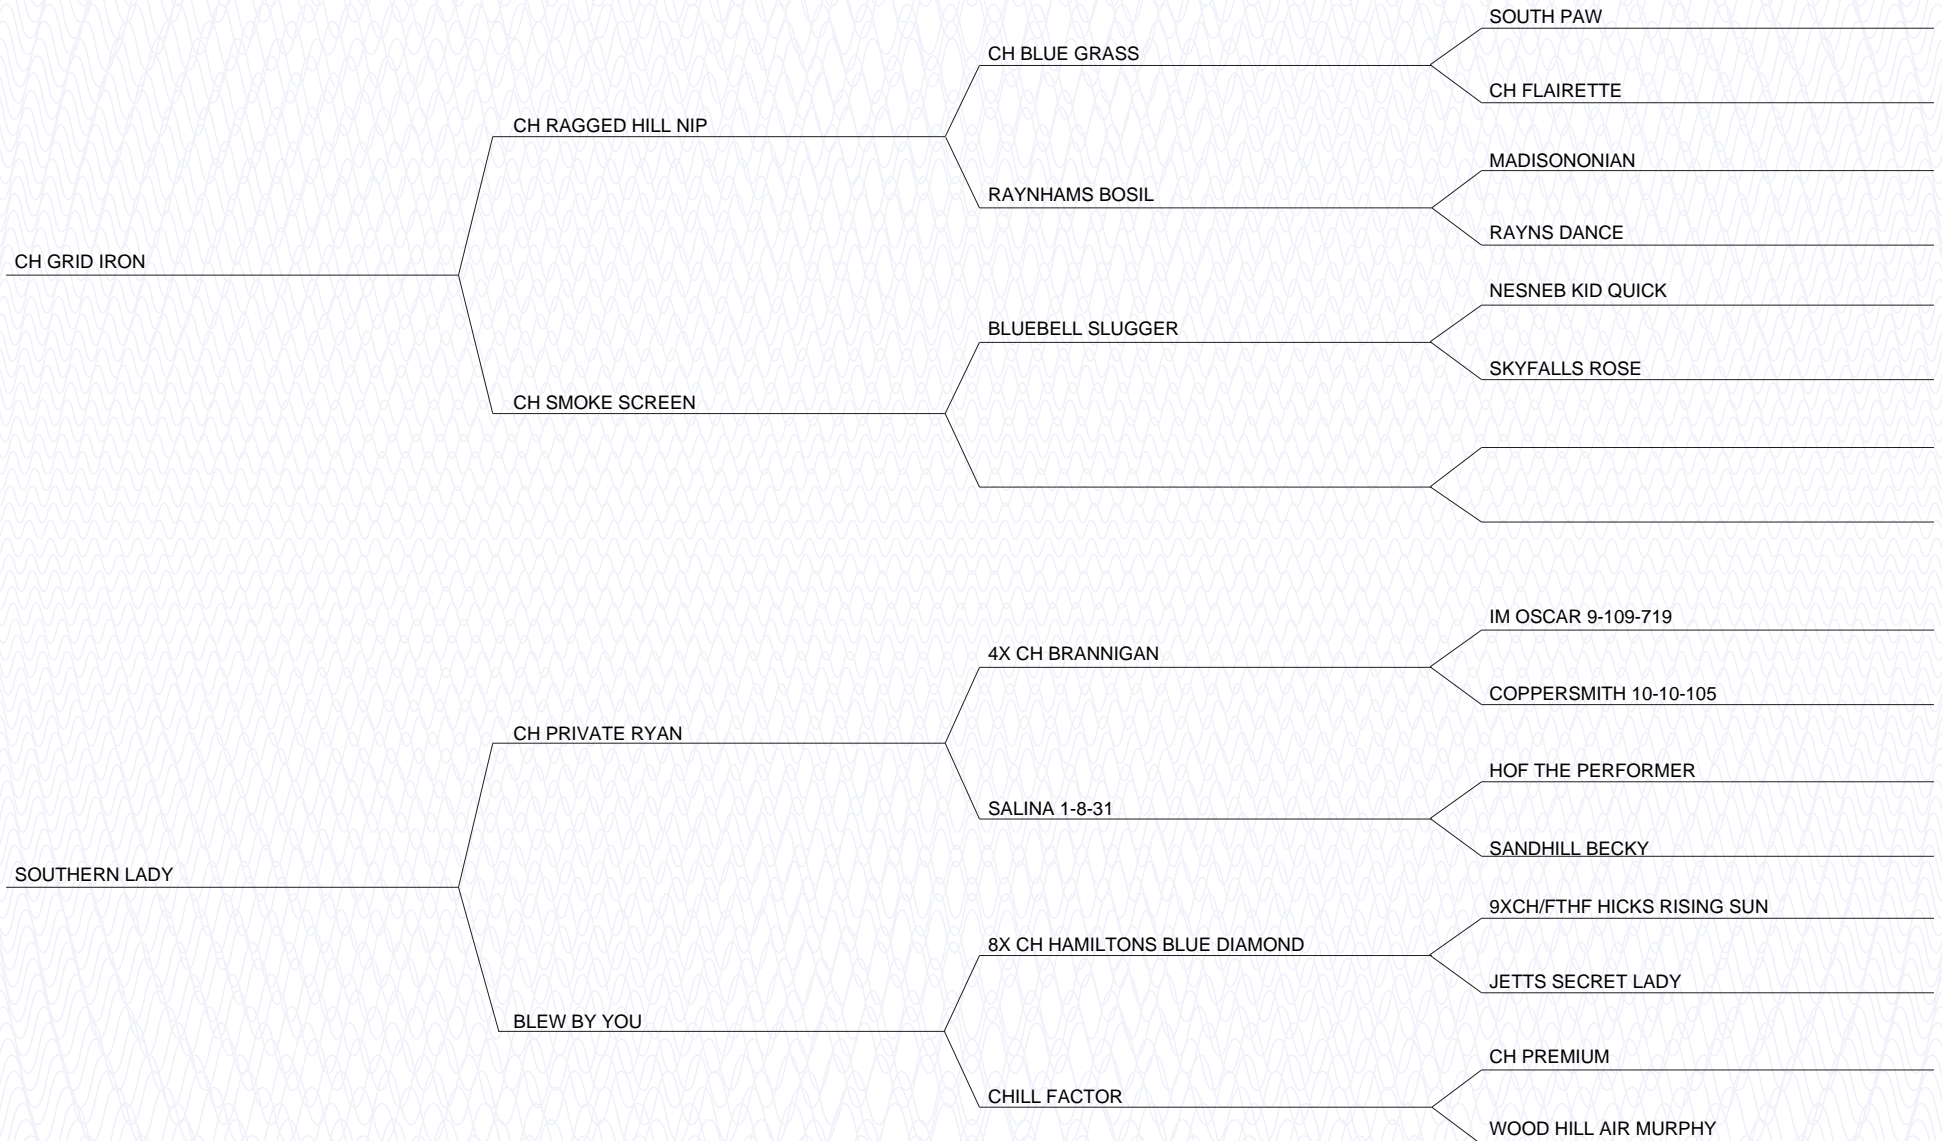 SOUTH PAW
CH BLUE GRASS
CH FLAIRETTE
CH RAGGED HILL NIP
MADISONONIAN
RAYNHAMS BOSIL
RAYNS DANCE
CH GRID IRON
NESNEB KID QUICK
BLUEBELL SLUGGER
SKYFALLS ROSE
CH SMOKE SCREEN
IM OSCAR 9-109-719
4X CH BRANNIGAN
COPPERSMITH 10-10-105
CH PRIVATE RYAN
HOF THE PERFORMER
SALINA 1-8-31
SANDHILL BECKY
SOUTHERN LADY
9XCH/FTHF HICKS RISING SUN
8X CH HAMILTONS BLUE DIAMOND
JETTS SECRET LADY
BLEW BY YOU
CH PREMIUM
CHILL FACTOR
WOOD HILL AIR MURPHY